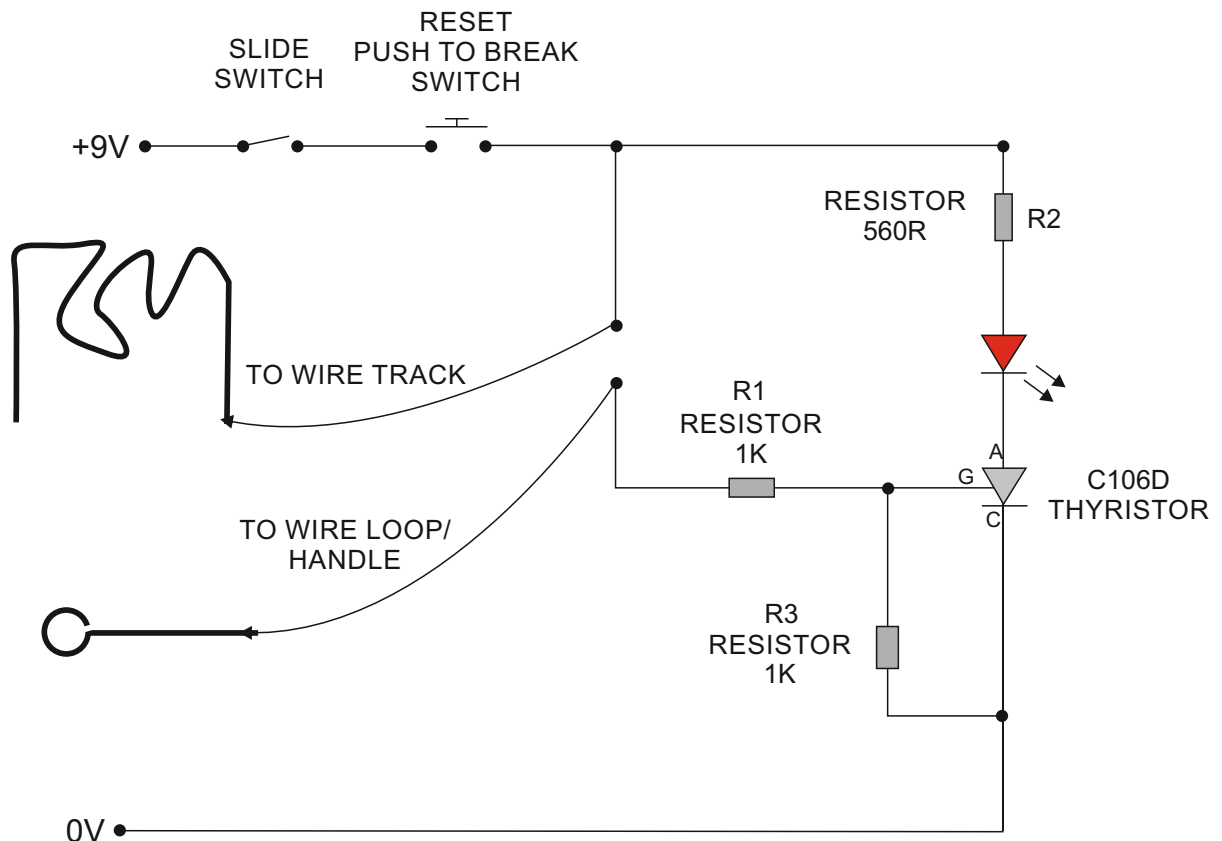 SLIDE
SWITCH
RESET
PUSH TO BREAK
SWITCH
+9V
RESISTOR
560R
R2
TO WIRE TRACK
R1
RESISTOR
1K
A
G
C
C106D
THYRISTOR
TO WIRE LOOP/
HANDLE
R3
RESISTOR
1K
0V